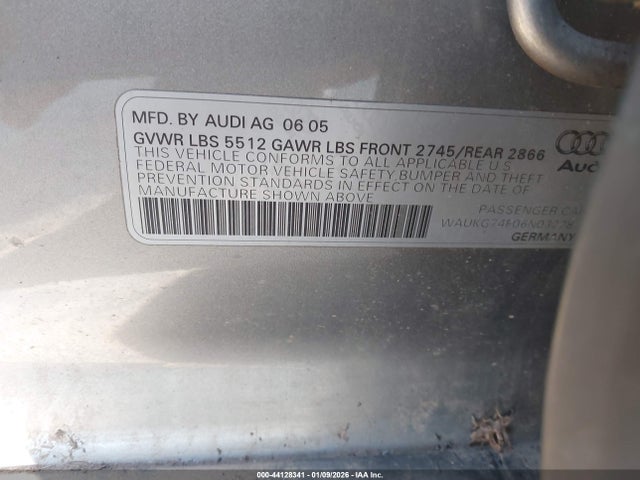 MFD. BY AUDI AG 06 05
GVWR LBS 5512 GAWR LBS FRONT 2745/REAR 2866
THIS VEHICLE CONFORMS TO ALL APPLICABLE U.S.
FEDERAL MOTOR VEHICLE SAFETY BUMPER AND THEFT
PREVENTION STANDARDS IN EFFECT ON THE DATE OF
MANUFACTURE SHOWN ABOVE
Aud
PASSENGER CA
GERMANY
000-44128341 | 01/09/2026 | IAA INC.